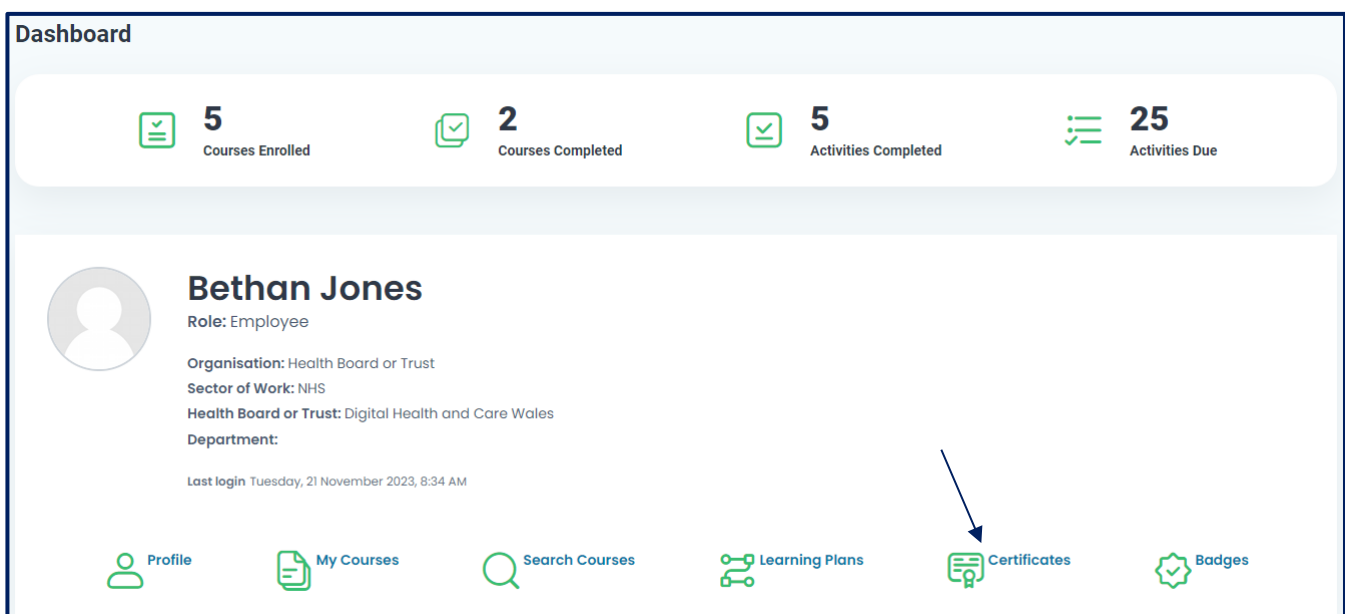 Dashboard
5
Courses Enrolled
2
Courses Completed
5
Activities Completed
25
Activities Due
Bethan Jones
Role: Employee
Organisation: Health Board or Trust
Sector of Work: NHS
Health Board or Trust: Digital Health and Care Wales
Department:
Last login Tuesday, 21 November 2023, 8:34 AM
Profile
My Courses
Search Courses
Learning Plans
Certificates
Badges